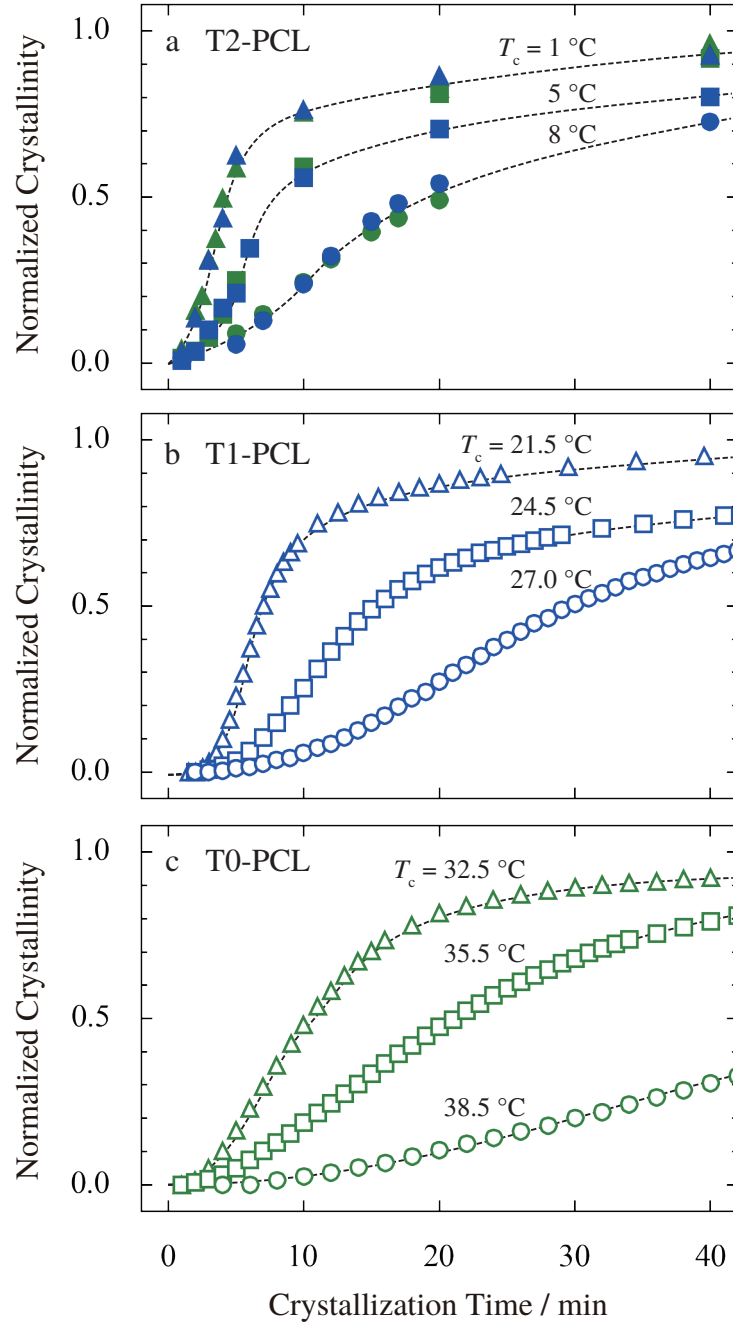 a T2-PCL
Tc = 1 °C
5 °C
8 °C
Normalized Crystallinity
1.0
0.5
0.0
b T1-PCL
Tc = 21.5 °C
24.5 °C
27.0 °C
Normalized Crystallinity
1.0
0.5
0.0
c T0-PCL
Tc = 32.5 °C
35.5 °C
38.5 °C
Normalized Crystallinity
1.0
0.5
0.0
0 10 20 30 40
Crystallization Time / min